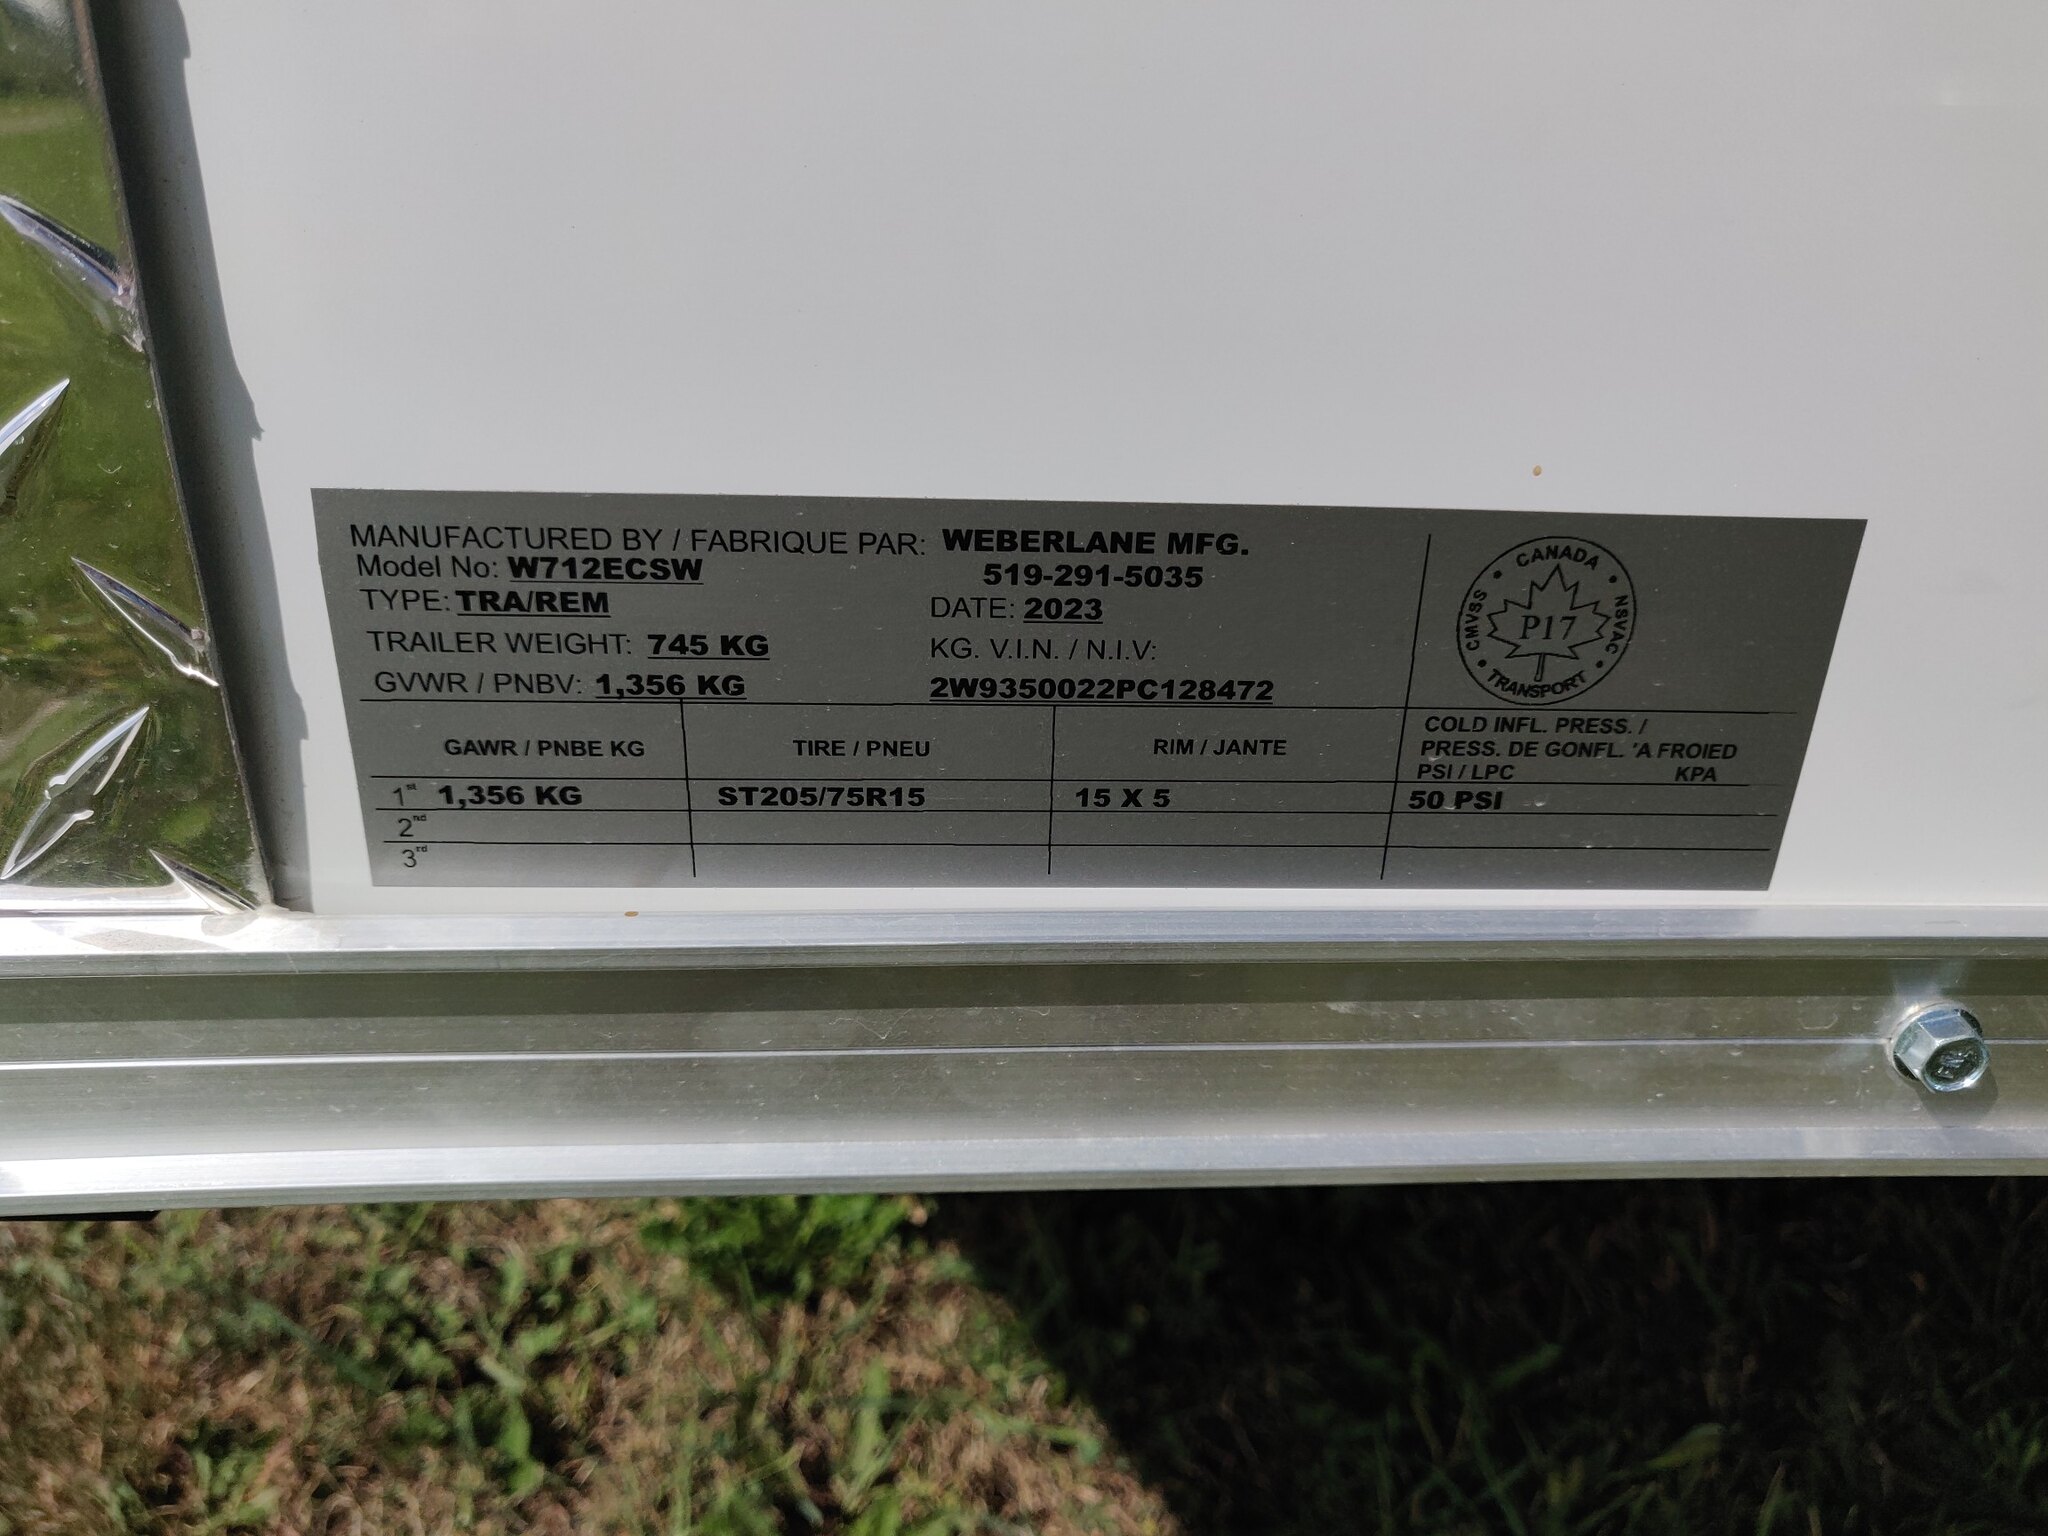 MANUFACTURED BY / FABRIQUE PAR: WEBERLANE MFG.
Model No: W712ECSW 519-291-5035
TYPE: TRA/REM DATE: 2023
TRAILER WEIGHT: 745 KG KG. V.I.N. / N.I.V:
GVWR / PNBV: 1,356 KG 2W9350022PC128472
CANADA
CMVSS P17 NSVAC
TRANSPORT
GAWR / PNBE KG TIRE / PNEU RIM / JANTE
COLD INFL. PRESS. /
PRESS. DE GONFL. 'A FROIED
PSI / LPC KPA
1st 1,356 KG ST205/75R15 15 X 5 50 PSI
2nd
3rd